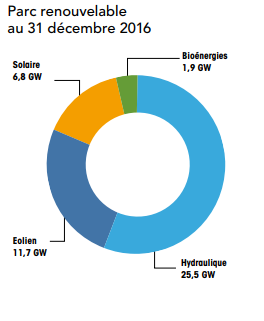 Parc renouvelable
au 31 décembre 2016
Bioénergies
1,9 GW
Solaire
6,8 GW
Eolien
11,7 GW
Hydraulique
25,5 GW